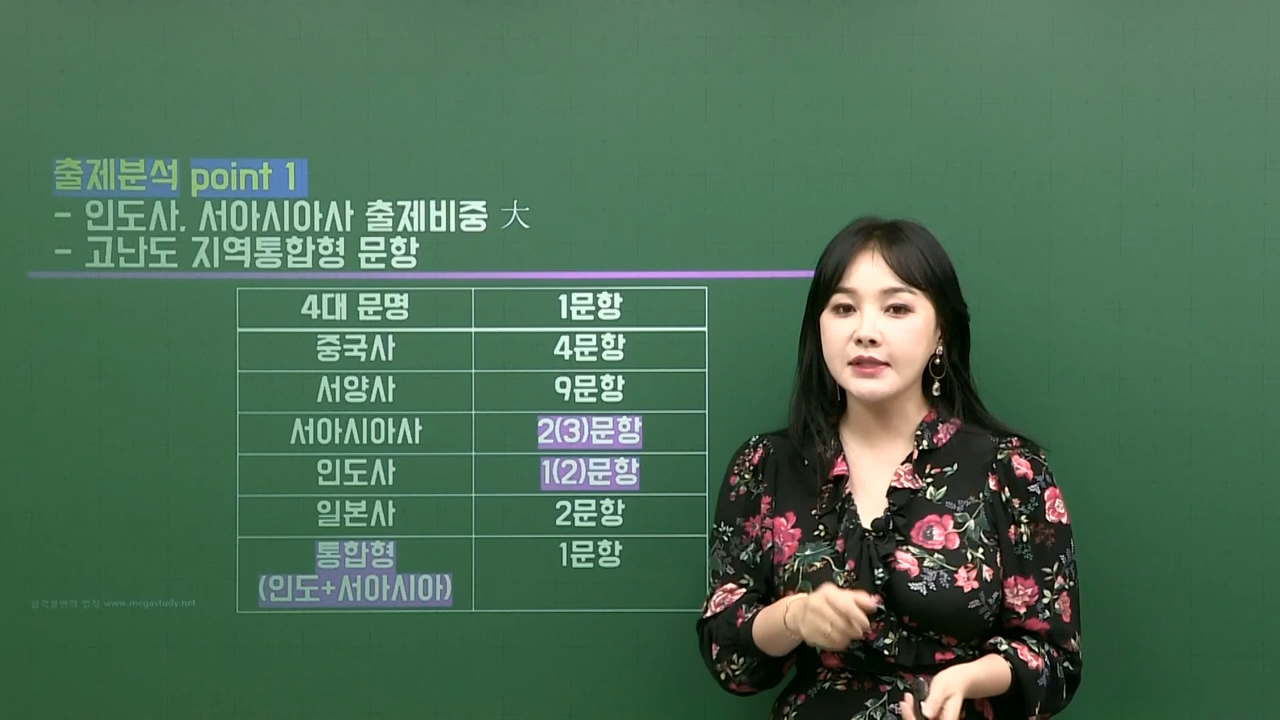 출제분석 point 1
- 인도사, 서아시아사 출제비중 大
- 고난도 지역통합형 문항
4대 문명 1문항
중국사 4문항
서양사 9문항
서아시아사 2(3)문항
인도사 1(2)문항
일본사 2문항
통합형 1문항
(인도+서아시아)
www.megastudy.net